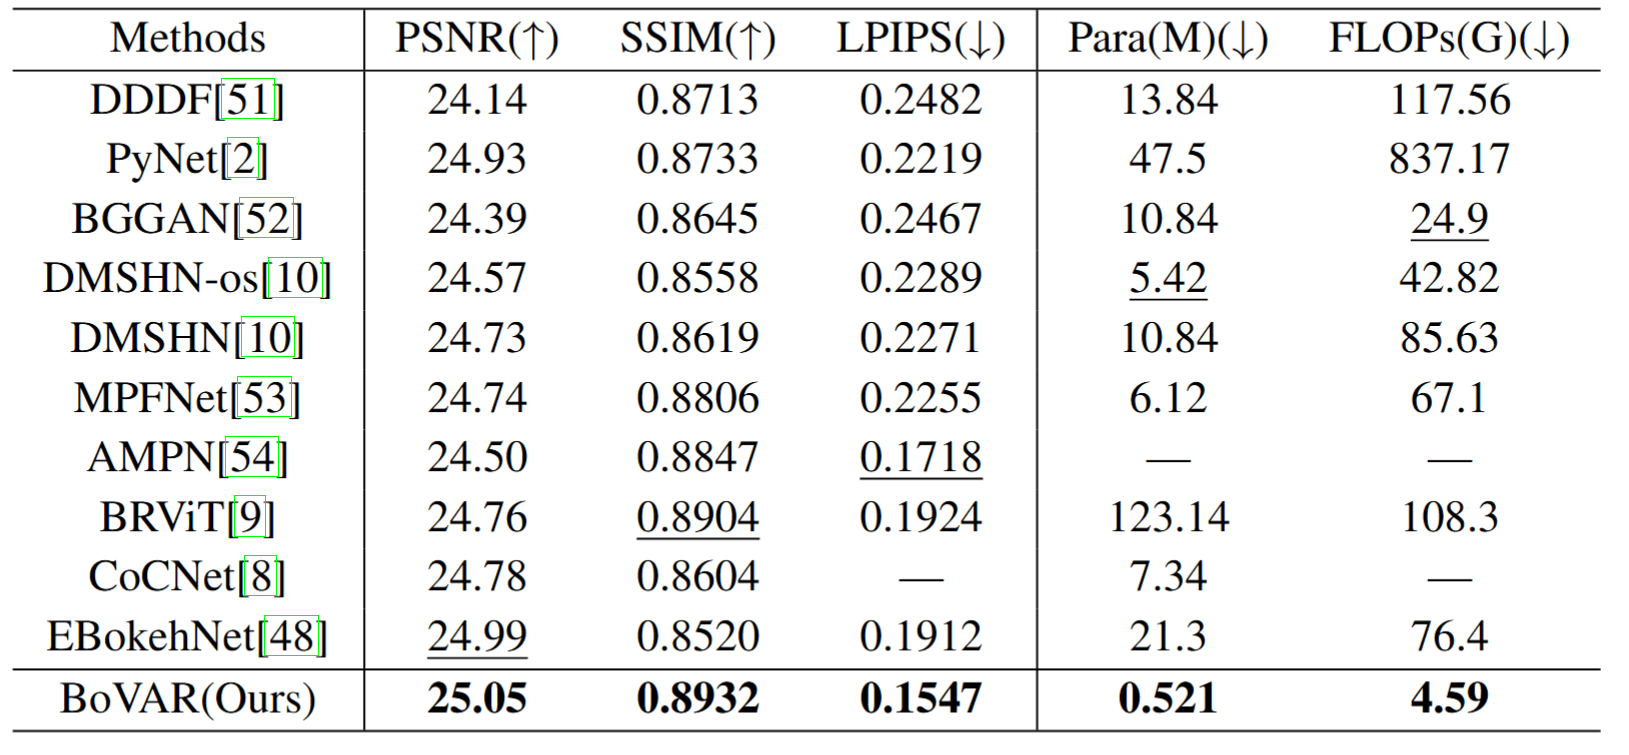 Methods PSNR(↑) SSIM(↑) LPIPS(↓) Para(M)(↓) FLOPs(G)(↓)
DDDF[51] 24.14 0.8713 0.2482 13.84 117.56
PyNet[2] 24.93 0.8733 0.2219 47.5 837.17
BGGAN[52] 24.39 0.8645 0.2467 10.84 24.9
DMSHN-os[10] 24.57 0.8558 0.2289 5.42 42.82
DMSHN[10] 24.73 0.8619 0.2271 10.84 85.63
MPFNet[53] 24.74 0.8806 0.2255 6.12 67.1
AMPN[54] 24.50 0.8847 0.1718 — —
BRViT[9] 24.76 0.8904 0.1924 123.14 108.3
CoCNet[8] 24.78 0.8604 — 7.34 —
EBokehNet[48] 24.99 0.8520 0.1912 21.3 76.4
BoVAR(Ours) 25.05 0.8932 0.1547 0.521 4.59